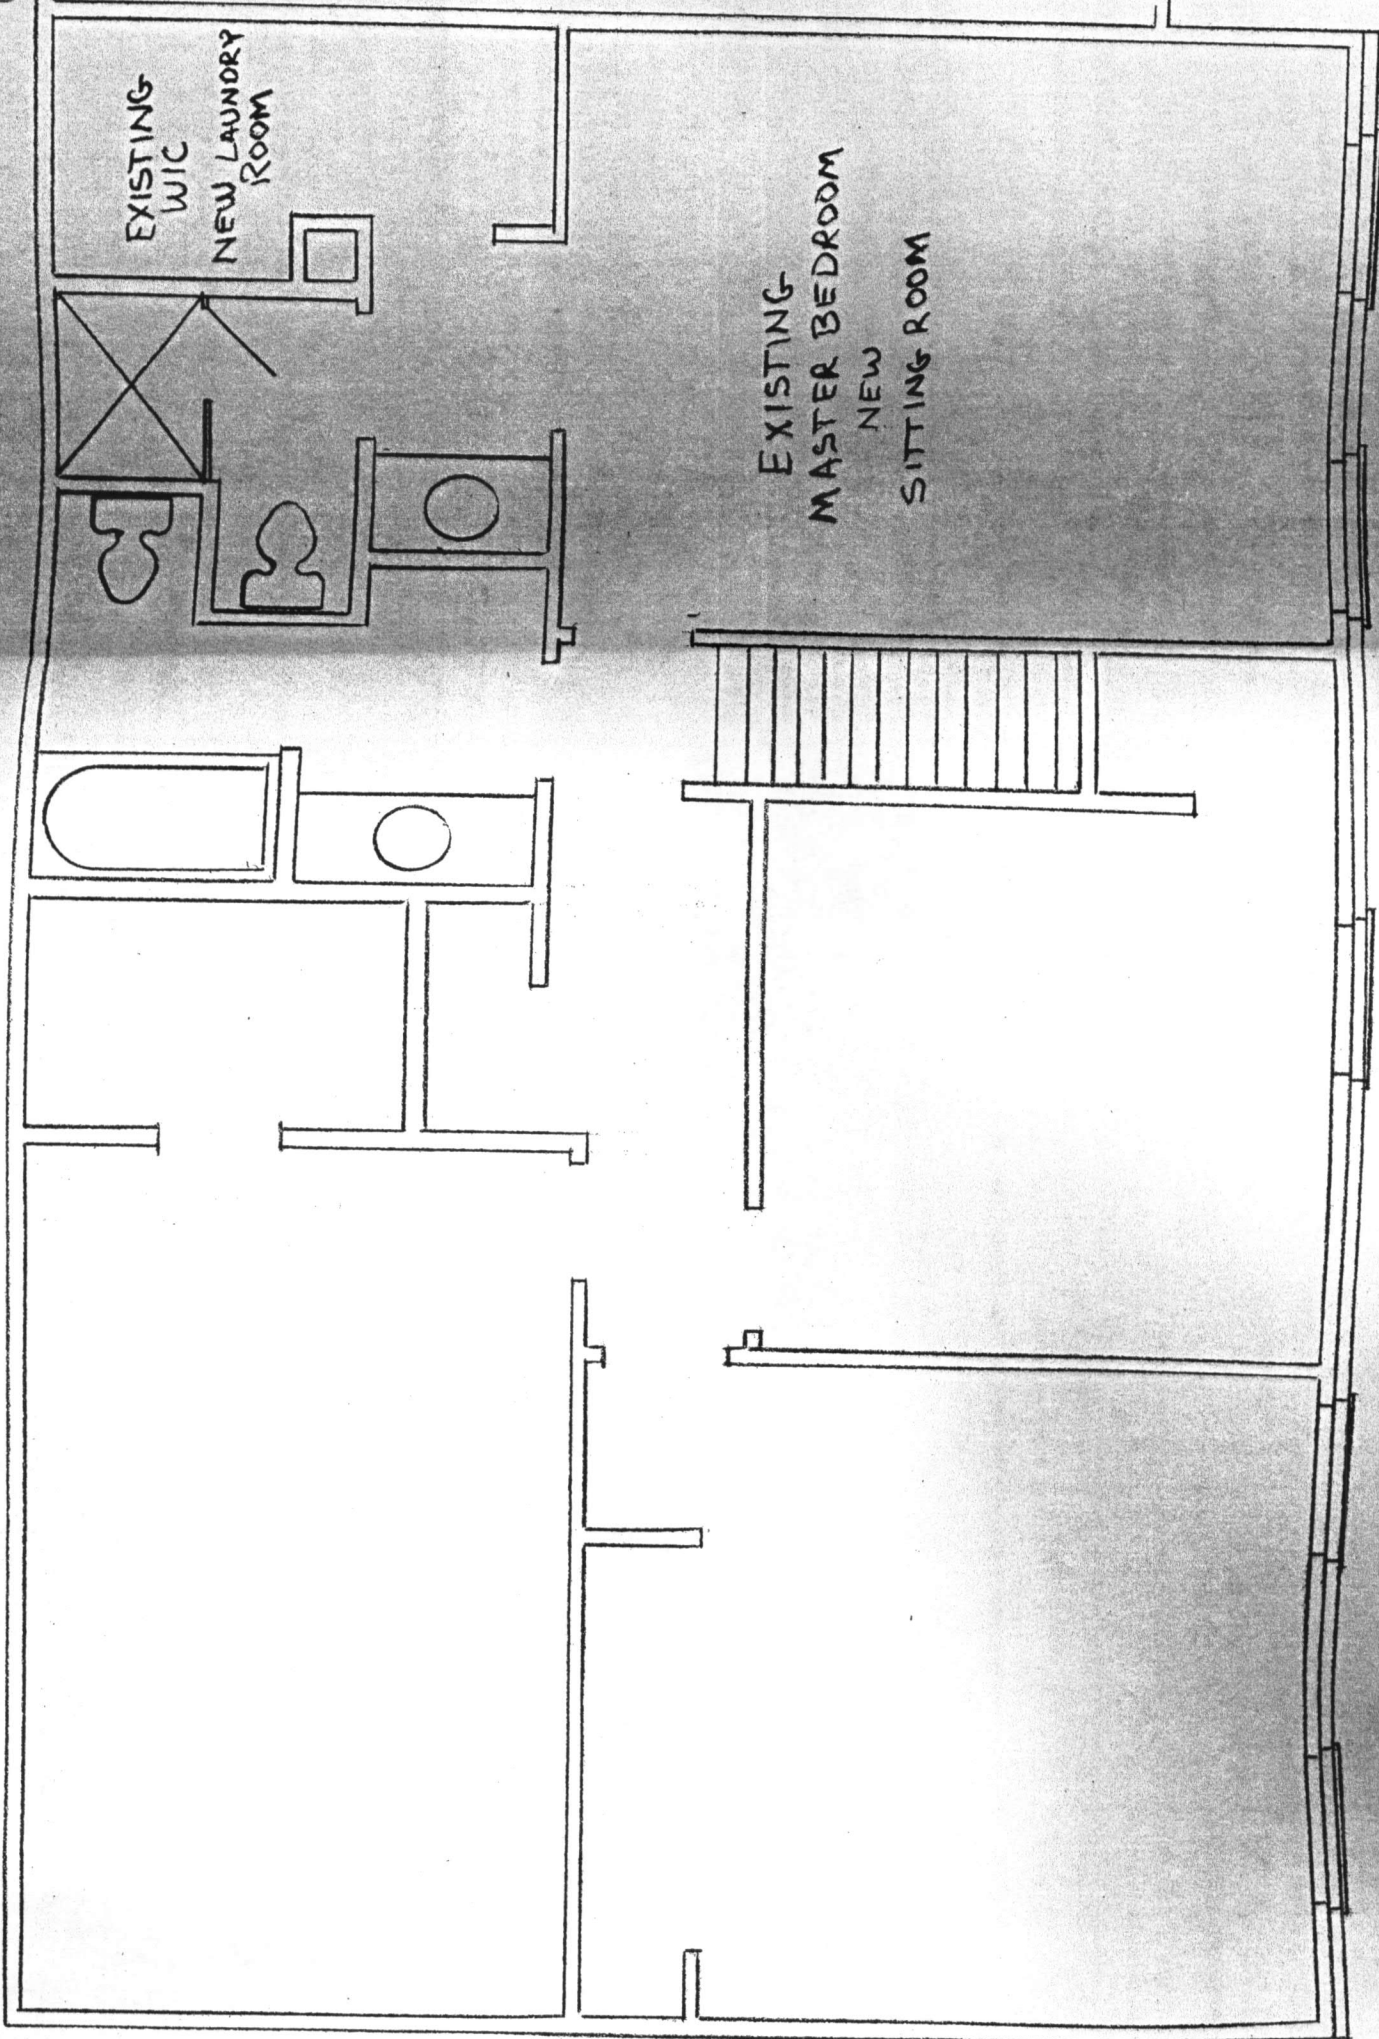 EXISTING
WIC
NEW LAUNDRY
ROOM
EXISTING
MASTER BEDROOM
NEW
SITTING ROOM